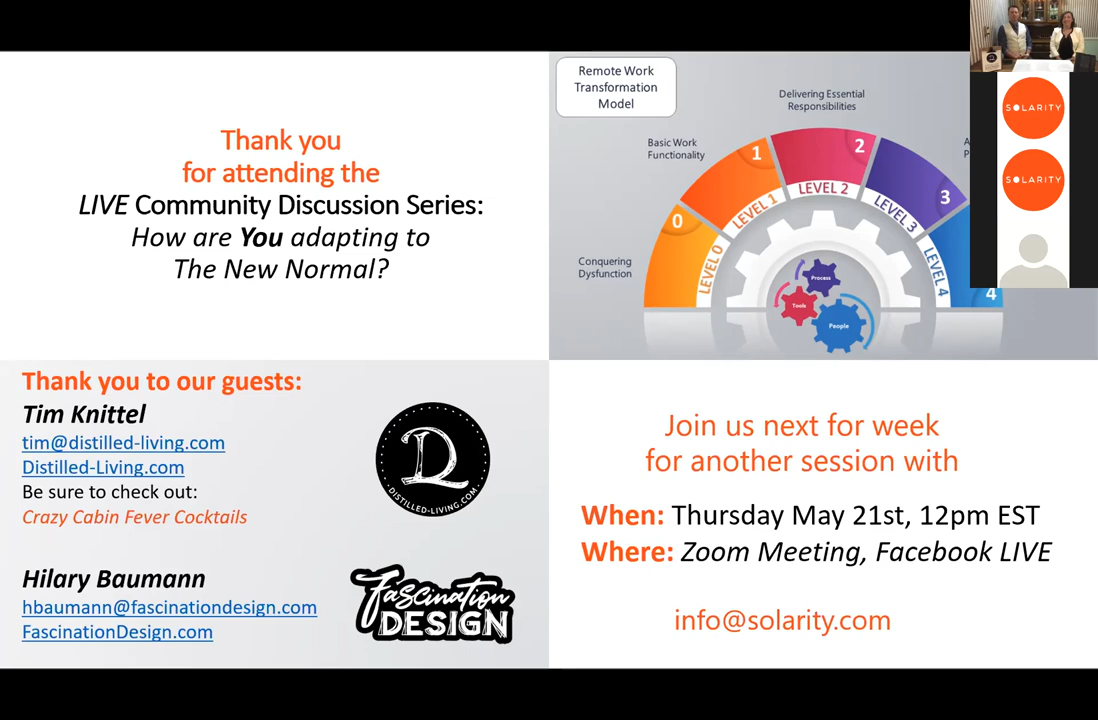 Thank you
for attending the
LIVE Community Discussion Series:
How are You adapting to
The New Normal?
Remote Work
Transformation
Model
Delivering Essential
Responsibilities
Basic Work
Functionality
Conquering
Dysfunction
0
1
2
3
4
LEVEL 0
LEVEL 1
LEVEL 2
LEVEL 3
LEVEL 4
Process
Tools
People
SOLARITY
SOLARITY
Thank you to our guests:
Tim Knittel
tim@distilled-living.com
Distilled-Living.com
Be sure to check out:
Crazy Cabin Fever Cocktails
DL
DISTILLED-LIVING.COM
Hilary Baumann
hbaumann@fascinationdesign.com
FascinationDesign.com
Fascination
DESIGN
Join us next for week
for another session with
When: Thursday May 21st, 12pm EST
Where: Zoom Meeting, Facebook LIVE
info@solarity.com